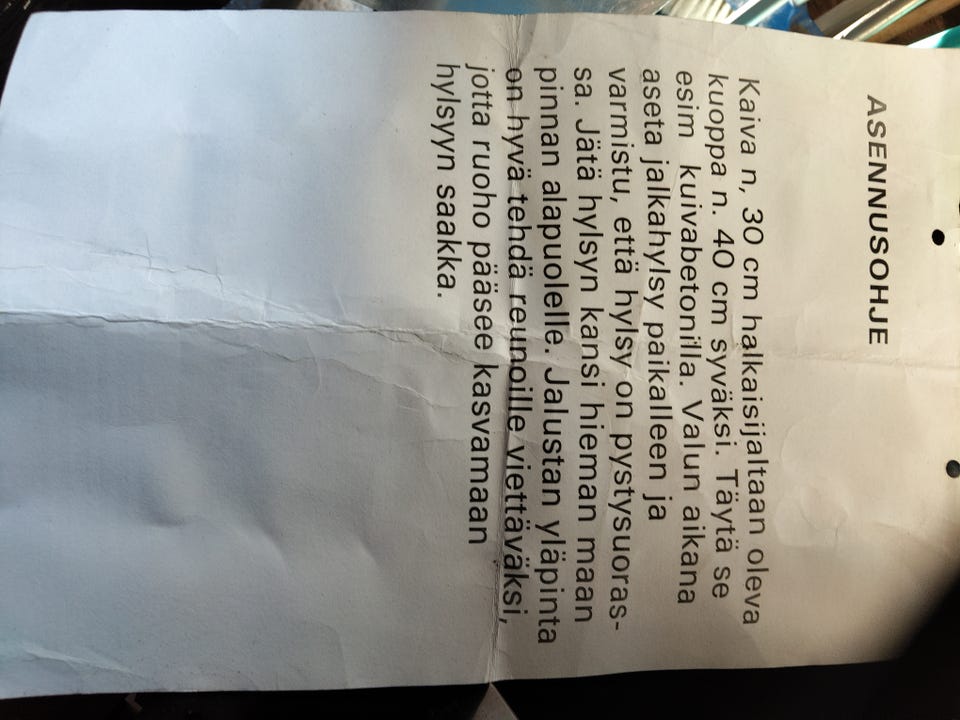 ASENNUSOHJE
Kaiva n, 30 cm halkaisijaltaan oleva
kuoppa n. 40 cm syväksi. Täytä se
esim kuivabetonilla. Valun aikana
aseta jalkahylsy paikalleen ja
varmistu, että hylsy on pystysuoras-
sa. Jätä hylsyn kansi hieman maan
pinnan alapuolelle. Jalustan yläpinta
on hyvä tehdä reunoille viettäväksi,
jotta ruoho pääsee kasvamaan
hylsyyn saakka.